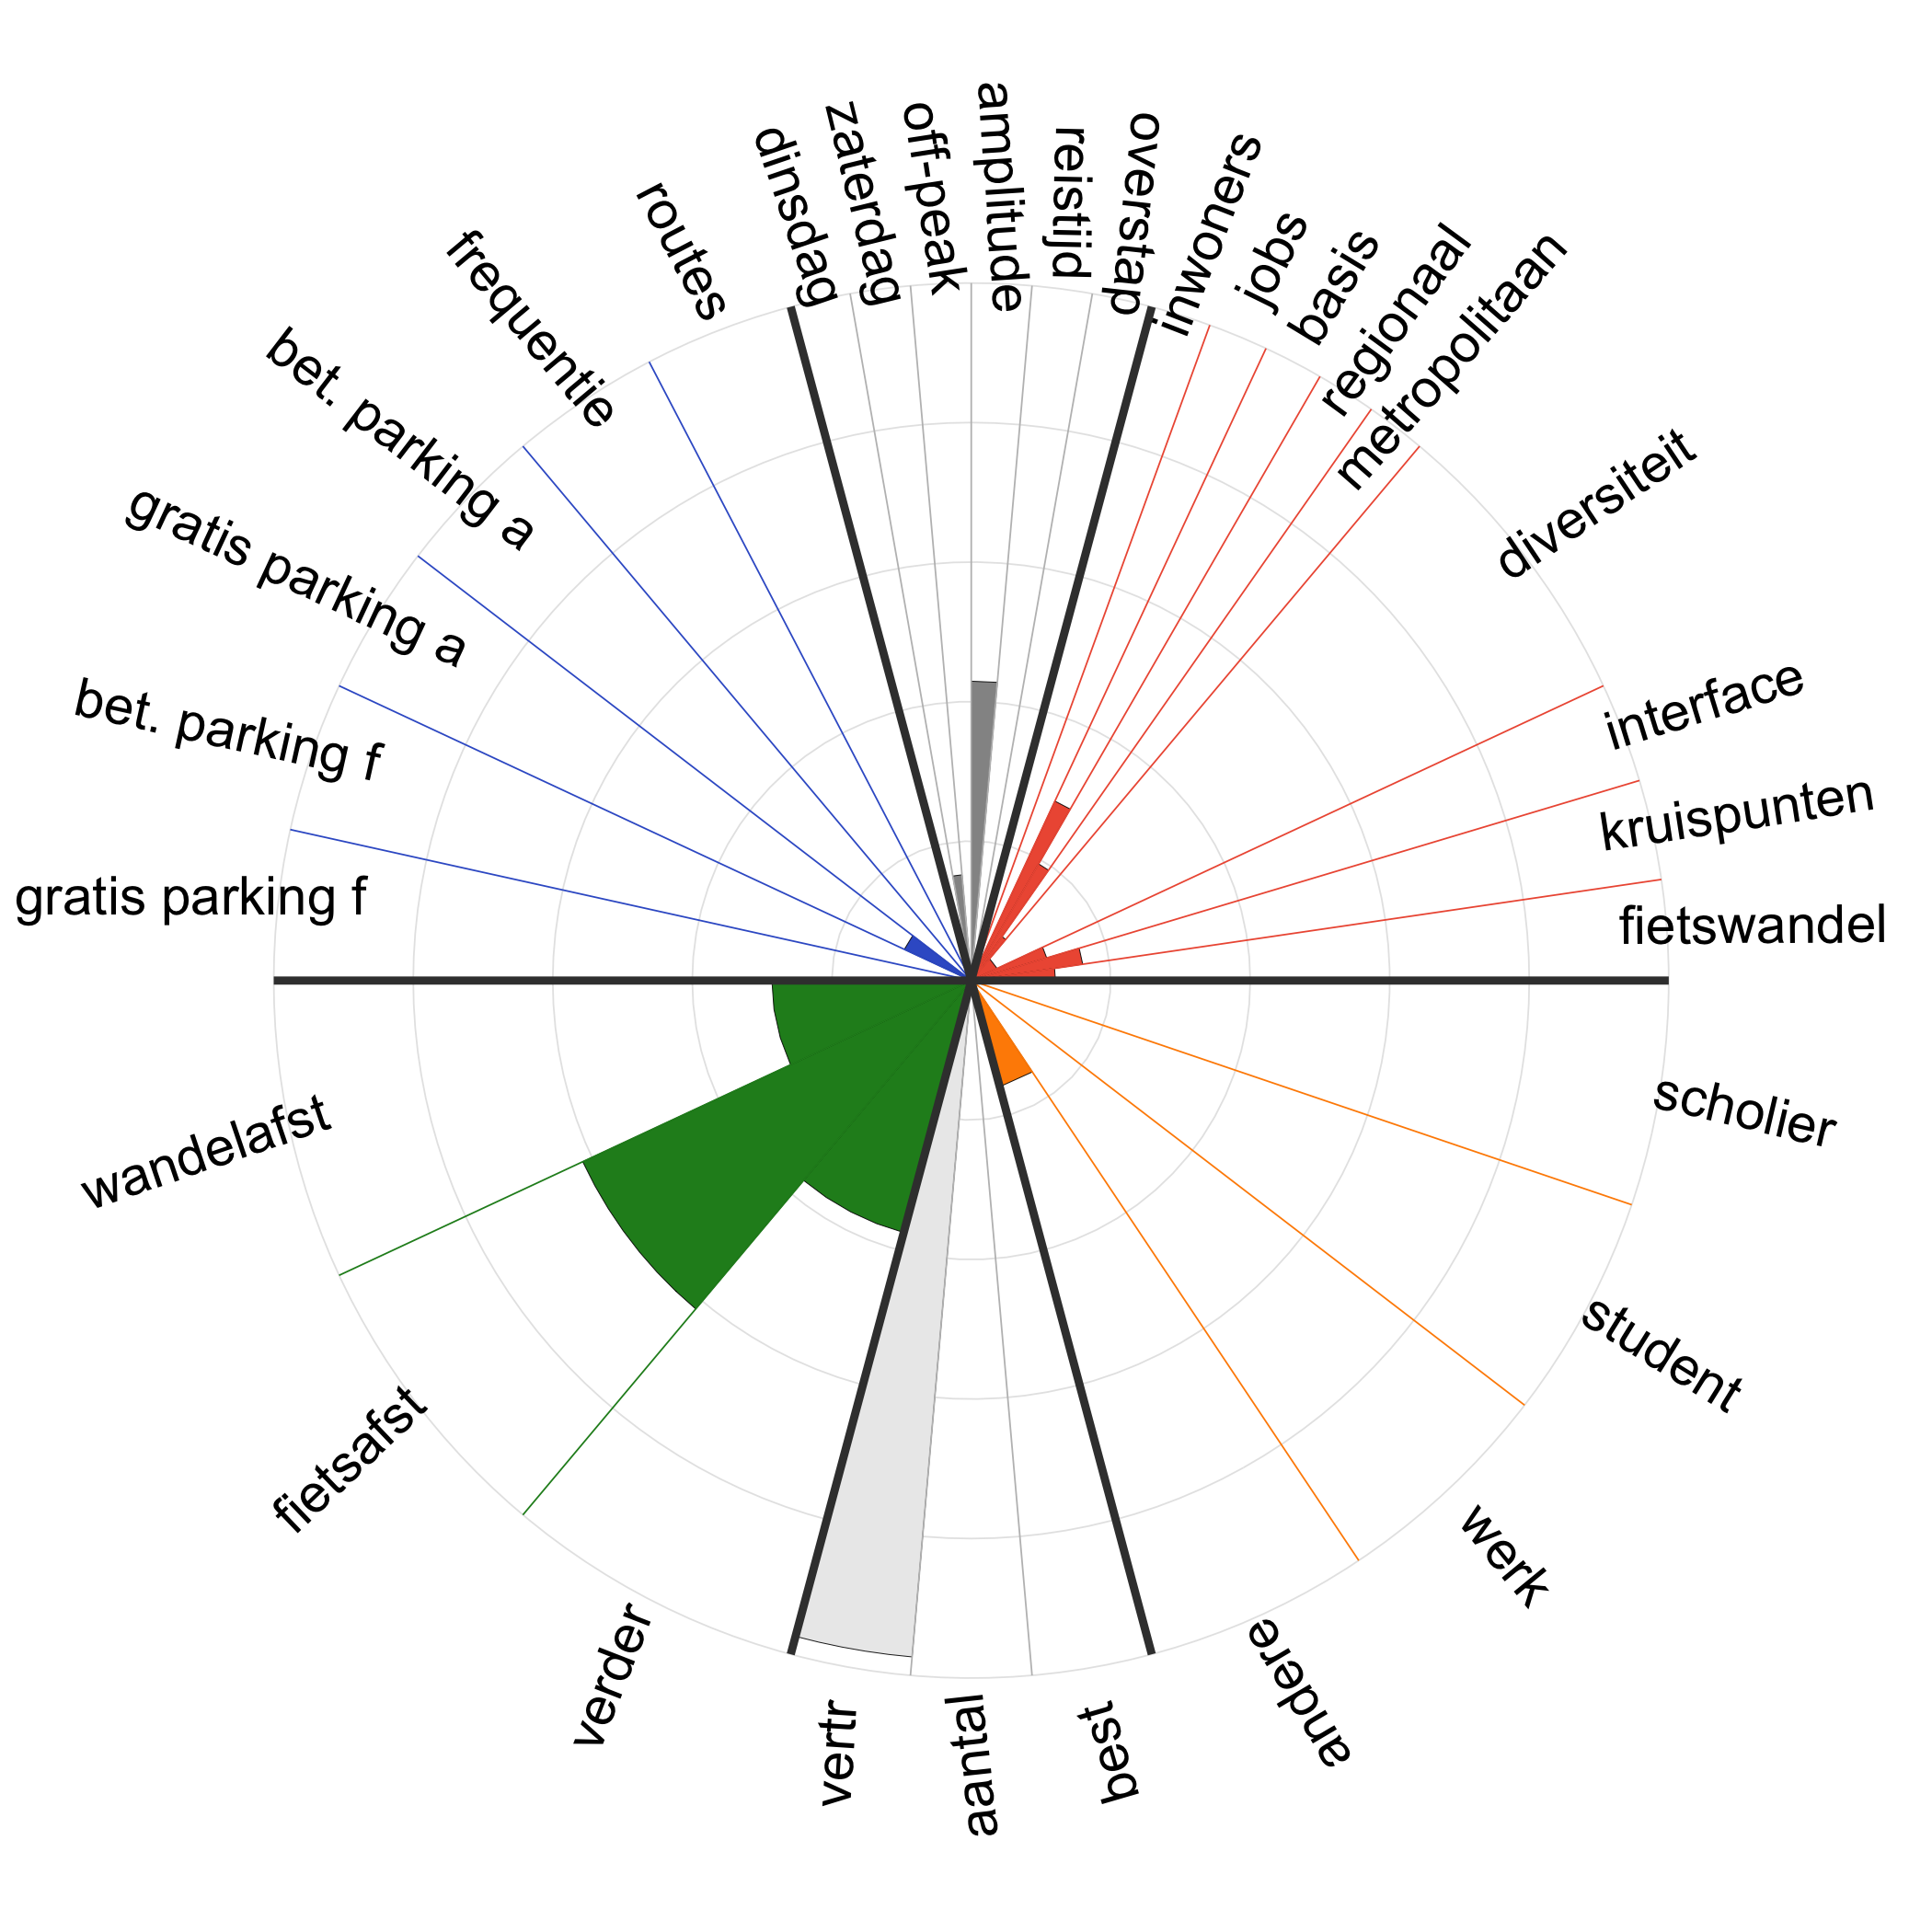 dinsdag
zaterdag
off-peak
amplitude
reistijd
overstap
inwoners
jobs
basis
regionaal
metropolitaan
diversiteit
interface
kruispunten
fietswandel
scholier
student
werk
andere
best
aantal
vertr
verder
fietsafst
wandelafst
gratis parking f
bet. parking f
gratis parking a
bet. parking a
frequentie
routes